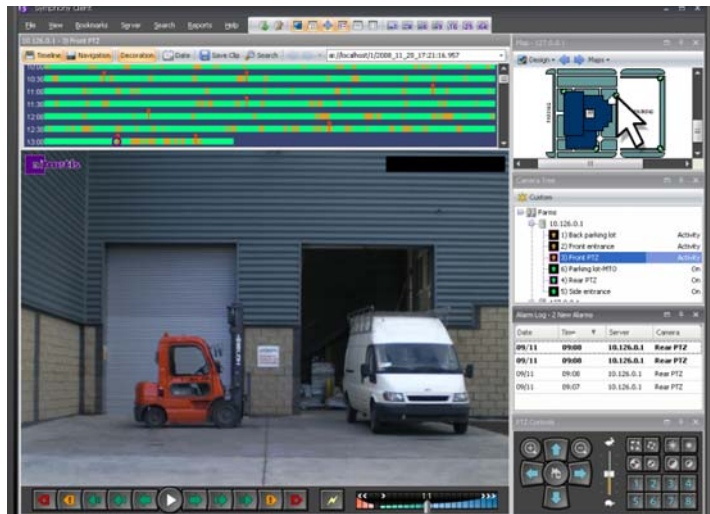 Symphony Client
File View Bookmarks Server Search Reports Help
10.126.0.1 - 3) Front PTZ
Timeline Navigation Decoration Date Save Clip Search
10:30
11:00
11:30
12:00
12:30
13:00
Map - 127.0.0.1
Design Maps
PARKING
Camera Tree
Custom
Farms
10.126.0.1
1) Back parking lot Activity
2) Front entrance Activity
3) Front PTZ Activity
6) Parking lot-MTO On
4) Rear PTZ On
5) Side entrance On
Alarm Log - 2 New Alarms
Date Time Server Camera
09/11 09:08 10.126.0.1 Rear PTZ
09/11 09:08 10.126.0.1 Rear PTZ
09/11 09:08 10.126.0.1 Rear PTZ
09/11 09:07 10.126.0.1 Rear PTZ
PTZ Controls
1 2 3 4
5 6 7 8